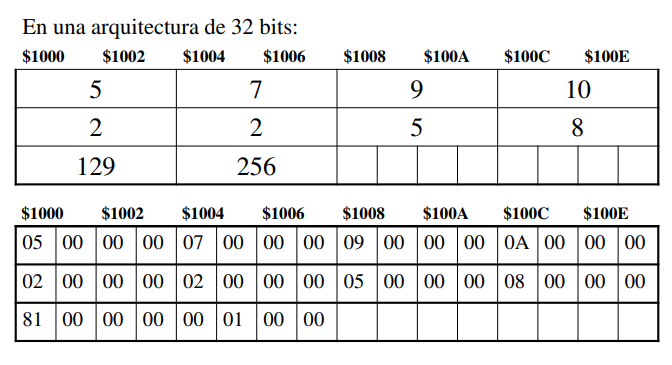 En una arquitectura de 32 bits:
$1000 $1002 $1004 $1006 $1008 $100A $100C $100E
5 7 9 10
2 2 5 8
129 256
$1000 $1002 $1004 $1006 $1008 $100A $100C $100E
05 00 00 00 07 00 00 00 09 00 00 00 0A 00 00 00
02 00 00 00 02 00 00 00 05 00 00 00 08 00 00 00
81 00 00 00 00 01 00 00